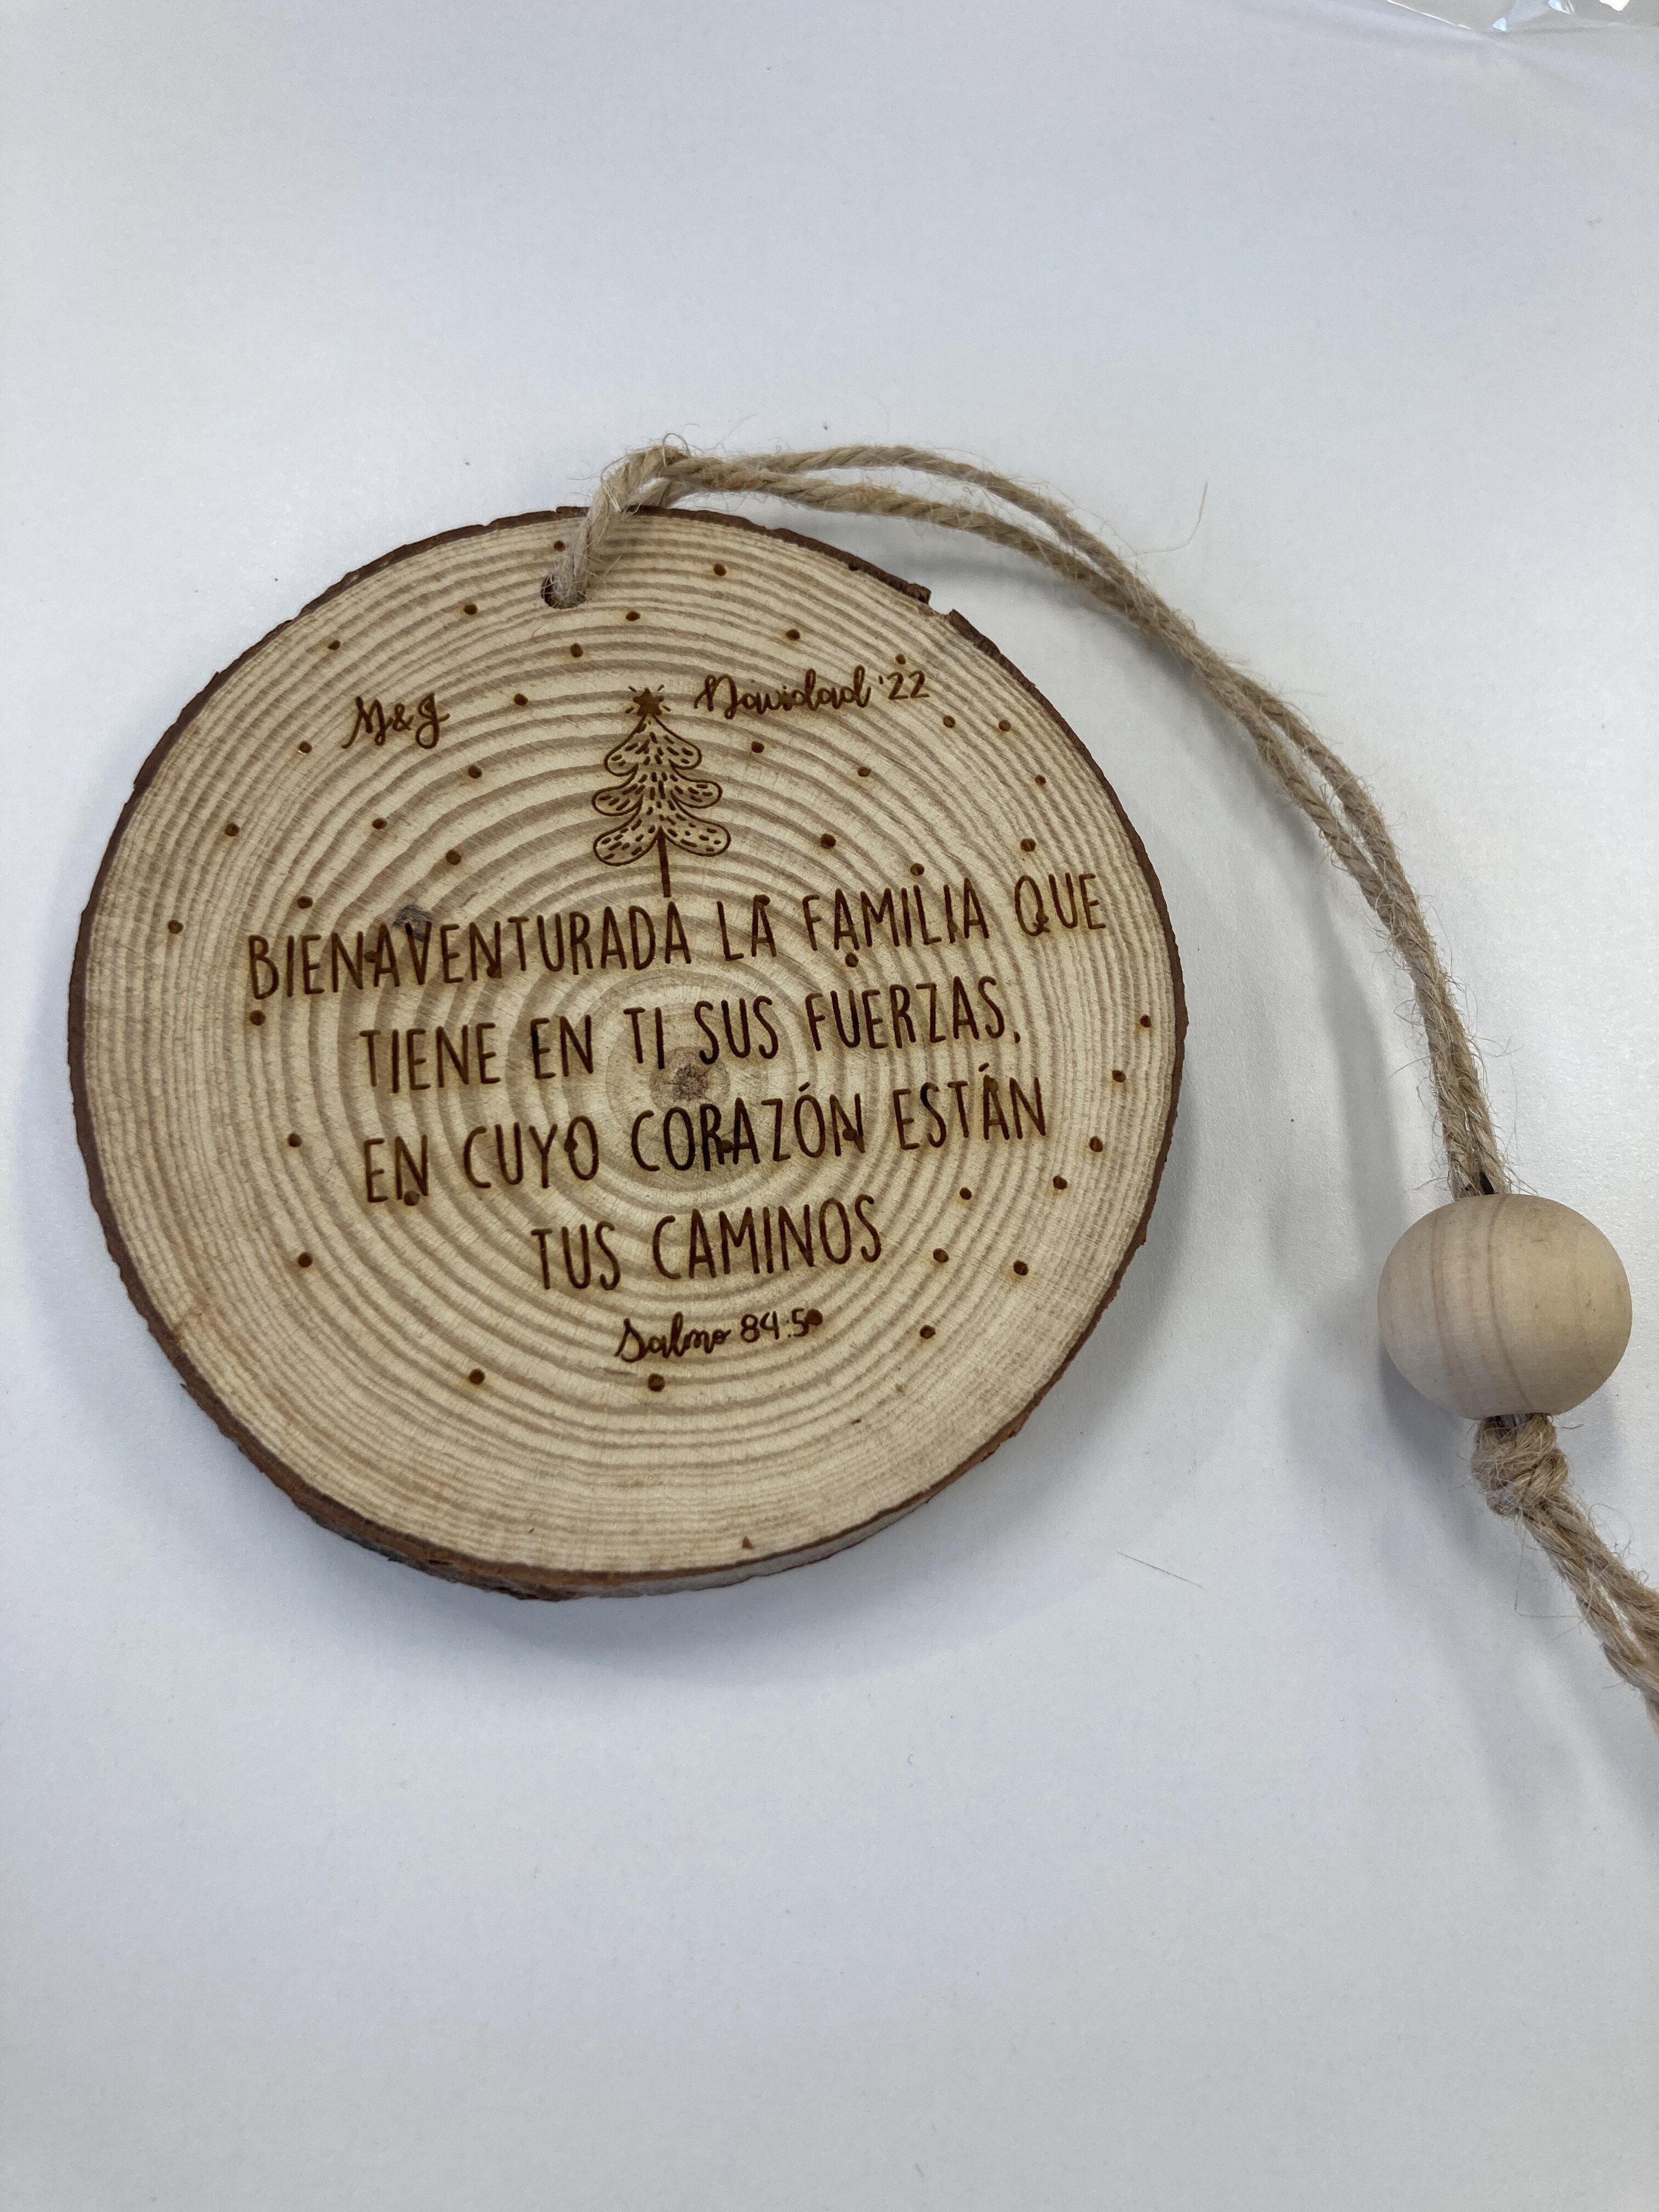 M&J
Navidad '22
BIENAVENTURADA LA FAMILIA QUE
TIENE EN TI SUS FUERZAS,
EN CUYO CORAZÓN ESTÁN
TUS CAMINOS
Salmo 84:5